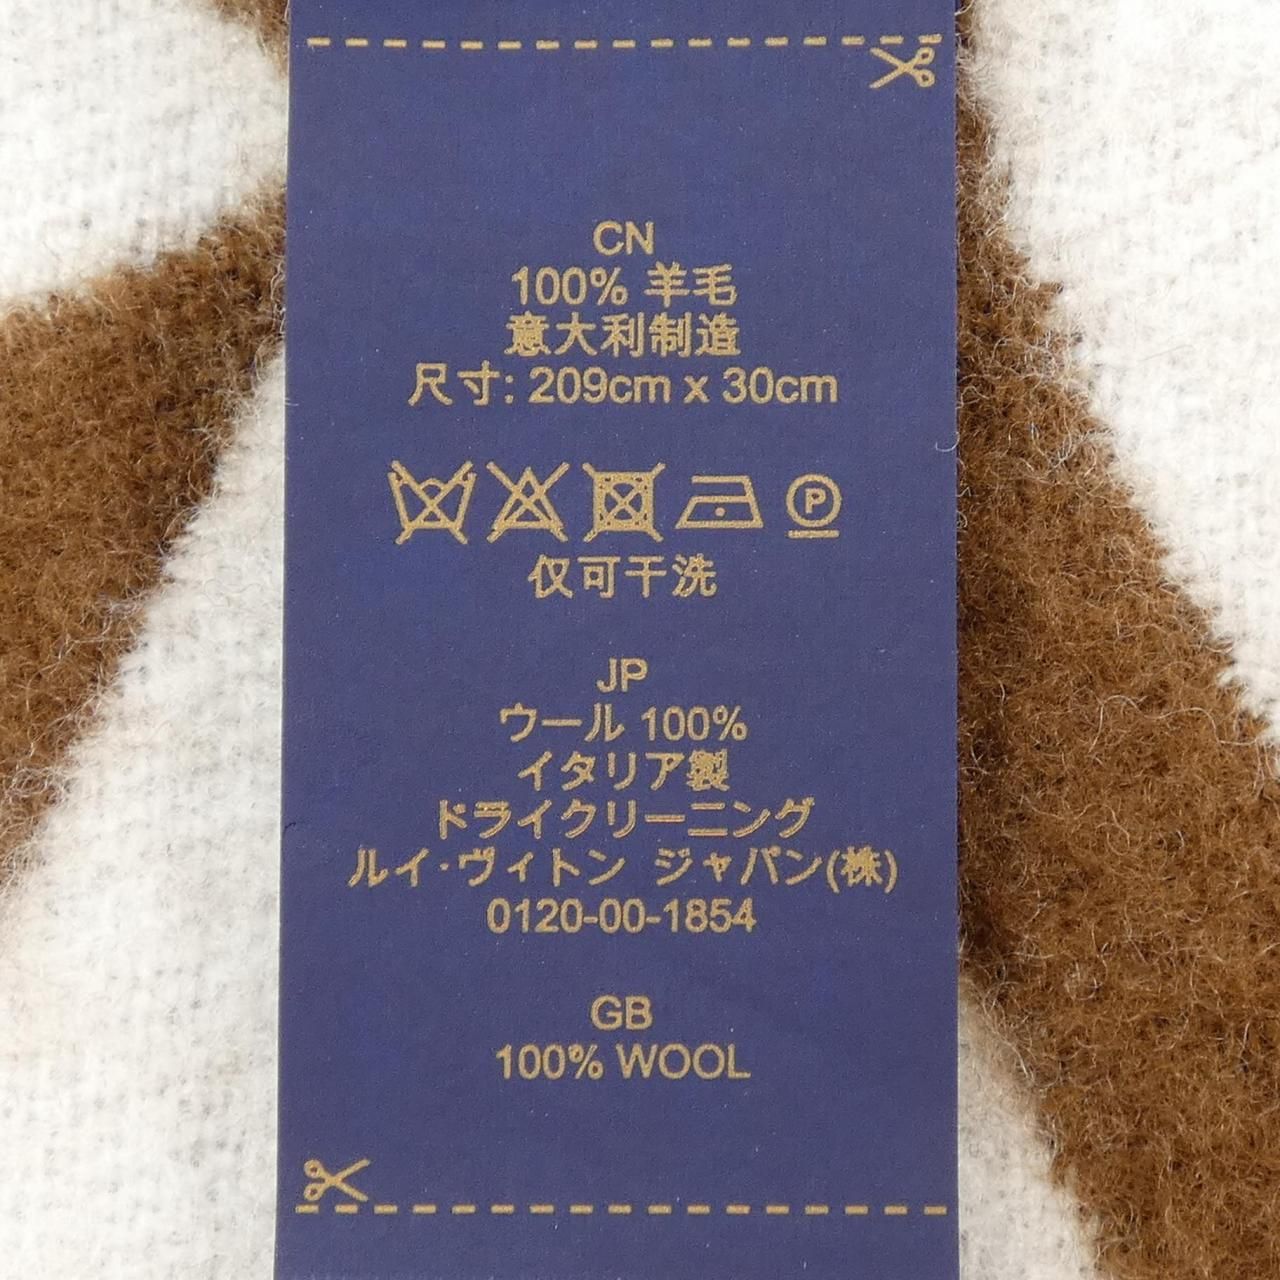 CN
100% 羊毛
意大利制造
尺寸: 209cm x 30cm
P
仅可干洗
JP
ウール 100%
イタリア製
ドライクリーニング
ルイ·ヴィトン ジャパン(株)
0120-00-1854
GB
100% WOOL